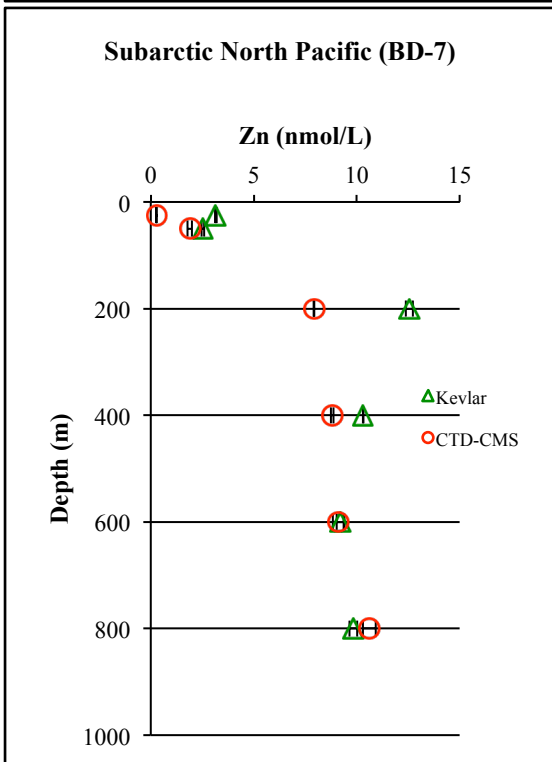 Subarctic North Pacific (BD-7)
Zn (nmol/L)
0 5 10 15
0
200
400
600
800
1000
Depth (m)
Kevlar
CTD-CMS